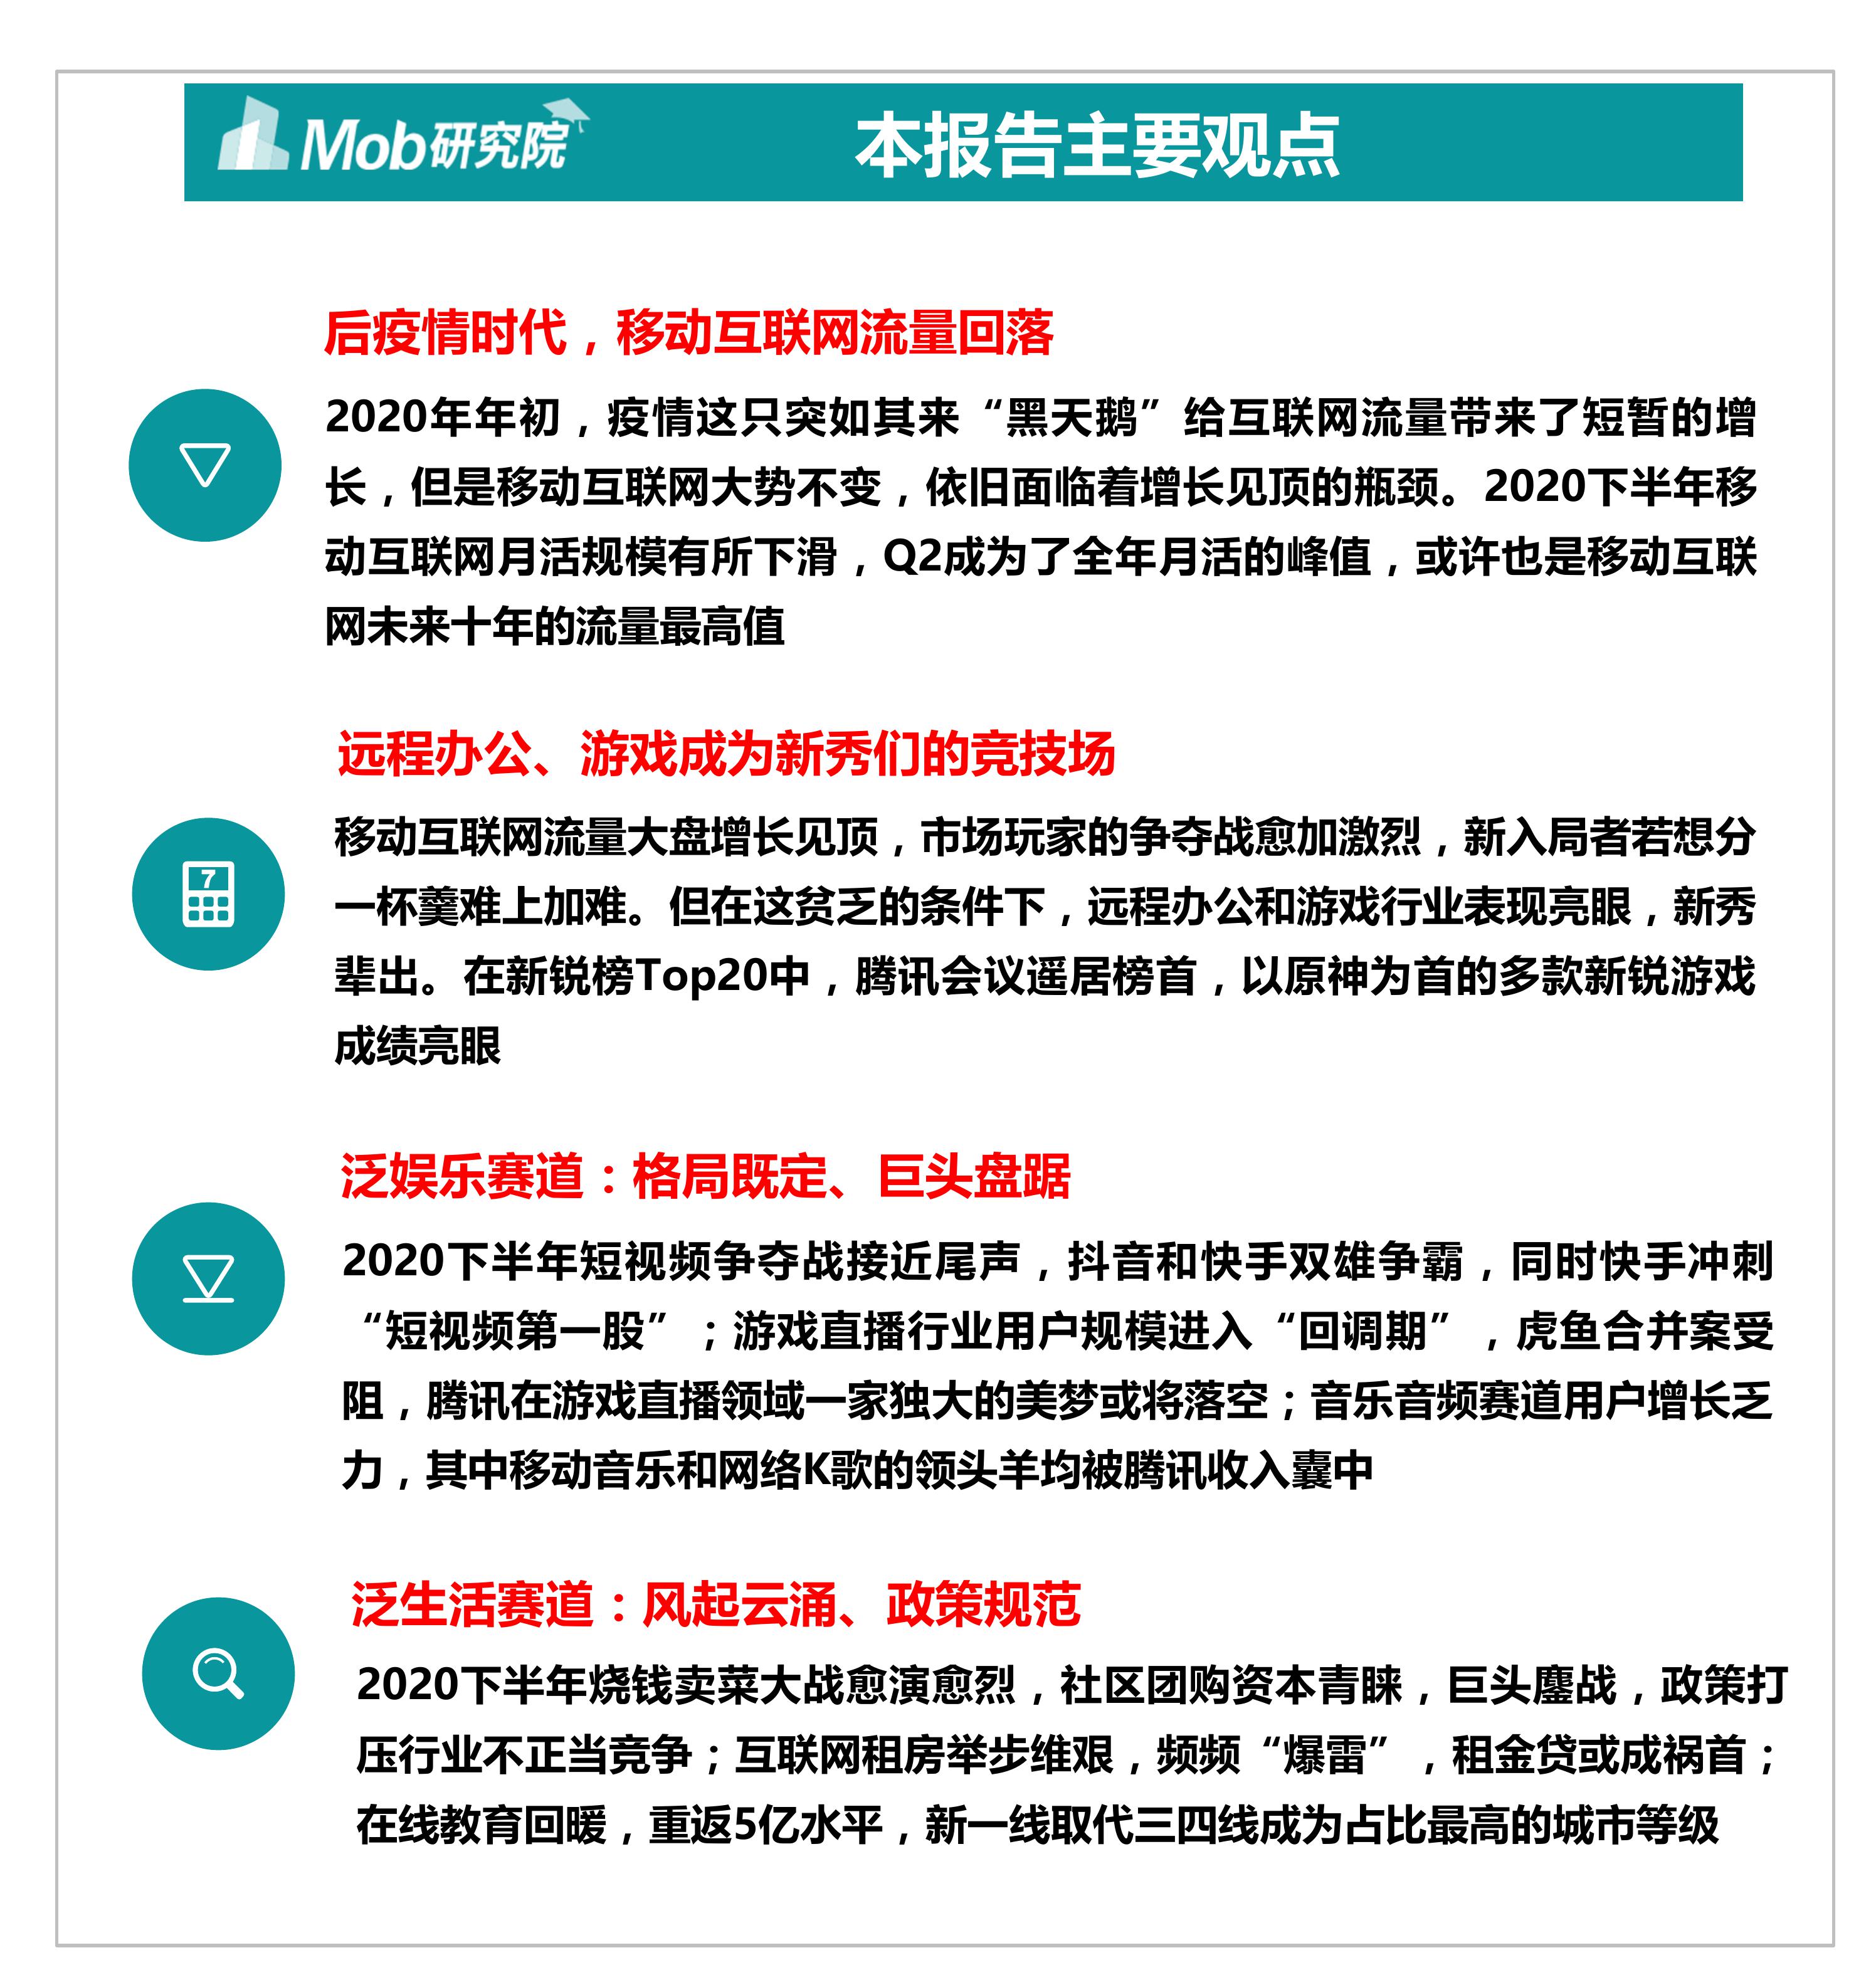 Mob研究院
本报告主要观点
后疫情时代，移动互联网流量回落
2020年年初，疫情这只突如其来“黑天鹅”给互联网流量带来了短暂的增
长，但是移动互联网大势不变，依旧面临着增长见顶的瓶颈。2020下半年移
动互联网月活规模有所下滑，Q2成为了全年月活的峰值，或许也是移动互联
网未来十年的流量最高值
远程办公、游戏成为新秀们的竞技场
7
移动互联网流量大盘增长见顶，市场玩家的争夺战愈加激烈，新入局者若想分
一杯羹难上加难。但在这贫乏的条件下，远程办公和游戏行业表现亮眼，新秀
辈出。在新锐榜Top20中，腾讯会议遥居榜首，以原神为首的多款新锐游戏
成绩亮眼
泛娱乐赛道：格局既定、巨头盘踞
2020下半年短视频争夺战接近尾声，抖音和快手双雄争霸，同时快手冲刺
“短视频第一股”；游戏直播行业用户规模进入“回调期”，虎鱼合并案受
阻，腾讯在游戏直播领域一家独大的美梦或将落空；音乐音频赛道用户增长乏
力，其中移动音乐和网络K歌的领头羊均被腾讯收入囊中
泛生活赛道：风起云涌、政策规范
2020下半年烧钱卖菜大战愈演愈烈，社区团购资本青睐，巨头鏖战，政策打
压行业不正当竞争；互联网租房举步维艰，频频“爆雷”，租金贷或成祸首；
在线教育回暖，重返5亿水平，新一线取代三四线成为占比最高的城市等级